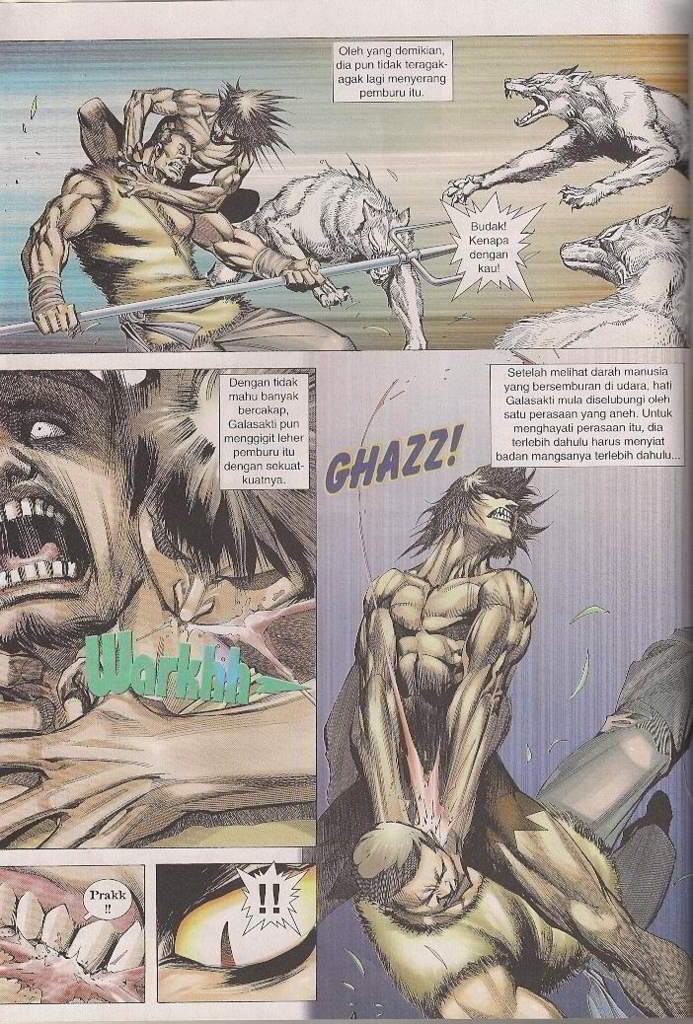 Oleh yang demikian,
dia pun tidak teragak-
agak lagi menyerang
pemburu itu.
Budak!
Kenapa
dengan
kau!
Dengan tidak
mahu banyak
bercakap,
Galasakti pun
menggigit leher
pemburu itu
dengan sekuat-
kuatnya.
Warkhh
Setelah melihat darah manusia
yang bersemburan di udara, hati
Galasakti mula diselubungi oleh
satu perasaan yang aneh. Untuk
menghayati perasaan itu, dia
terlebih dahulu harus menyiat
badan mangsanya terlebih dahulu...
GHAZZ!
Prakk
!!
!!